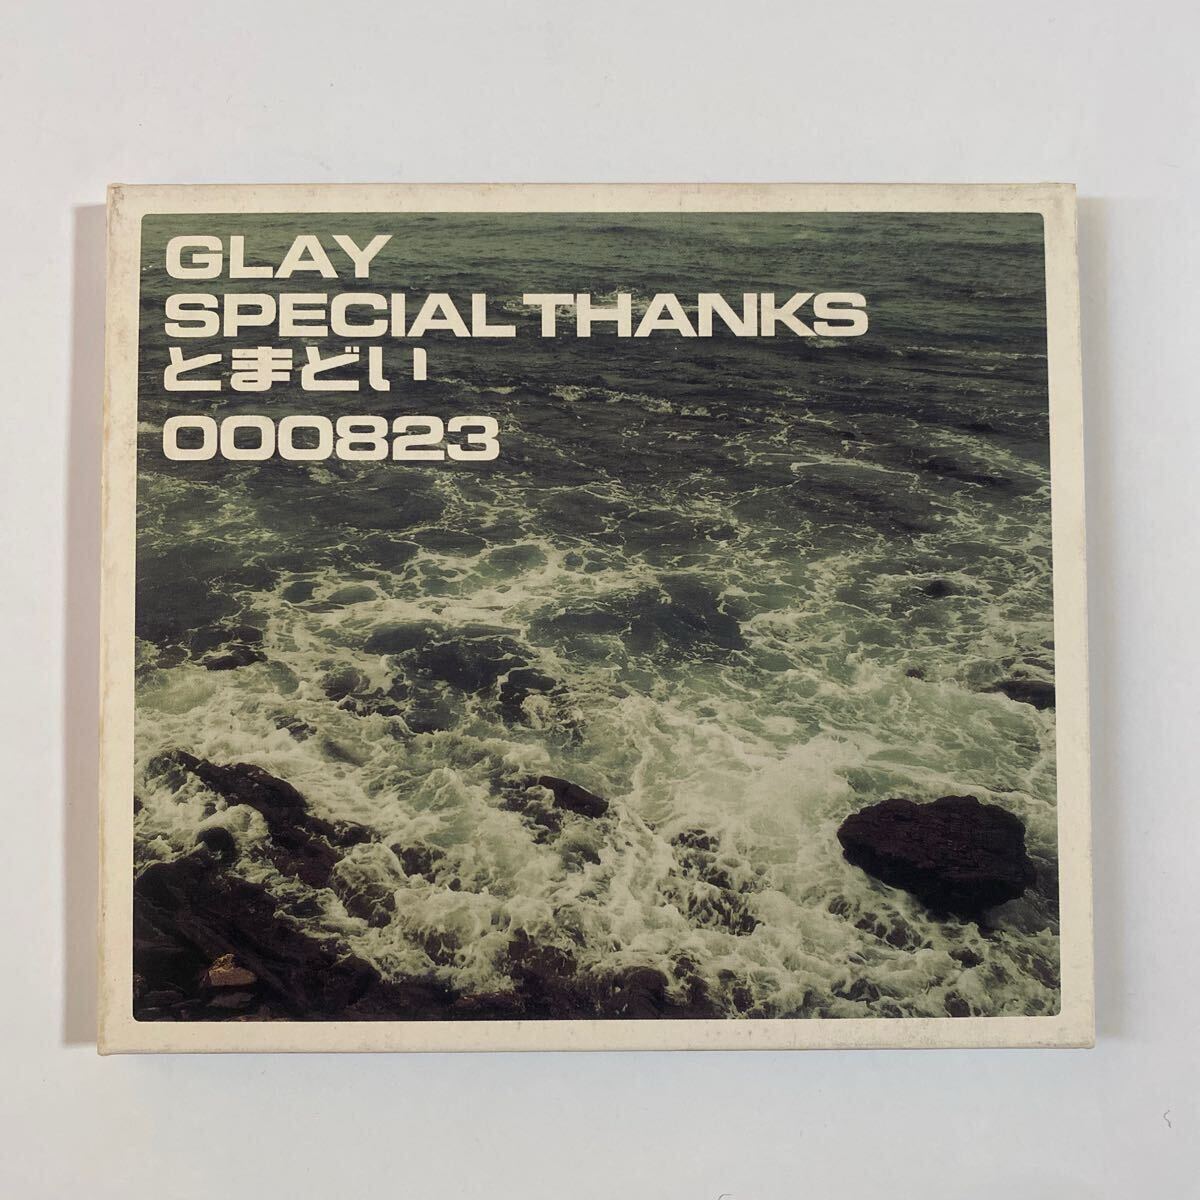 GLAY
SPECIAL THANKS
とまどい
000823